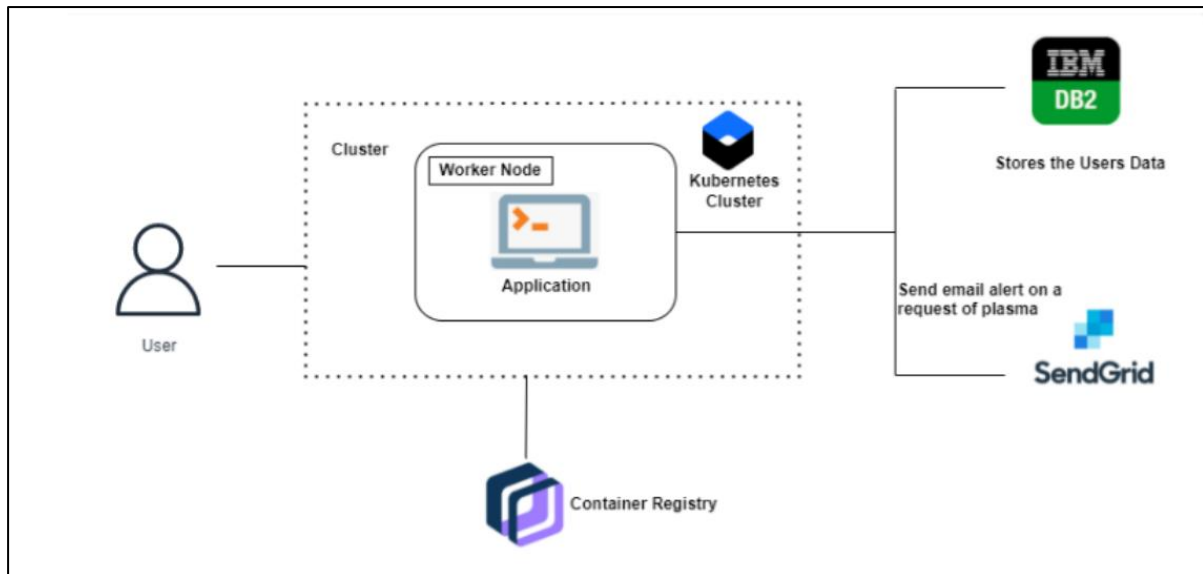 IBM
DB2
Stores the Users Data
Cluster
Worker Node
Kubernetes
Cluster
Application
User
Send email alert on a
request of plasma
SendGrid
Container Registry